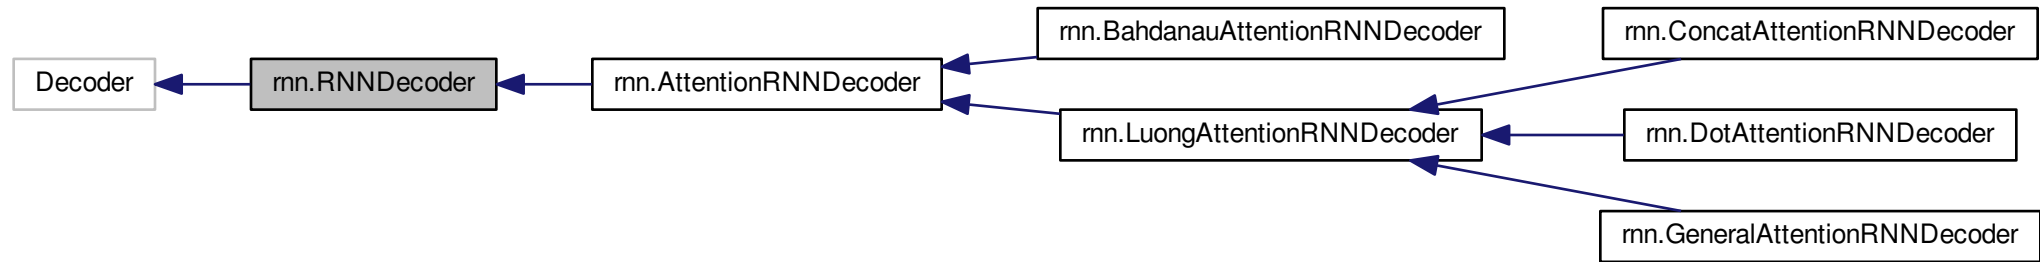 Decoder
rnn.RNNDecoder
rnn.AttentionRNNDecoder
rnn.BahdanauAttentionRNNDecoder
rnn.LuongAttentionRNNDecoder
rnn.ConcatAttentionRNNDecoder
rnn.DotAttentionRNNDecoder
rnn.GeneralAttentionRNNDecoder